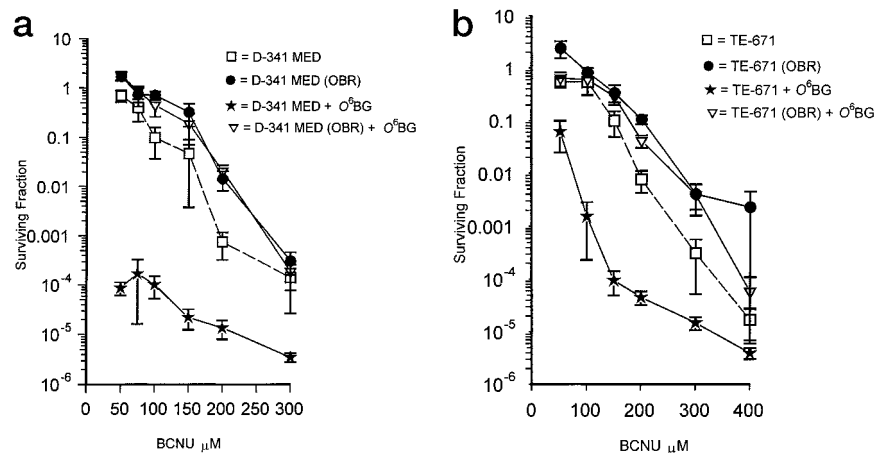 a
= D-341 MED
= D-341 MED (OBR)
= D-341 MED + O⁶BG
= D-341 MED (OBR) + O⁶BG
Surviving Fraction
10
1
0.1
0.01
0.001
10⁻⁴
10⁻⁵
10⁻⁶
50 100 150 200 250 300
BCNU µM
b
= TE-671
= TE-671 (OBR)
= TE-671 + O⁶BG
= TE-671 (OBR) + O⁶BG
Surviving Fraction
10
1
0.1
0.01
0.001
10⁻⁴
10⁻⁵
10⁻⁶
0 100 200 300 400
BCNU µM